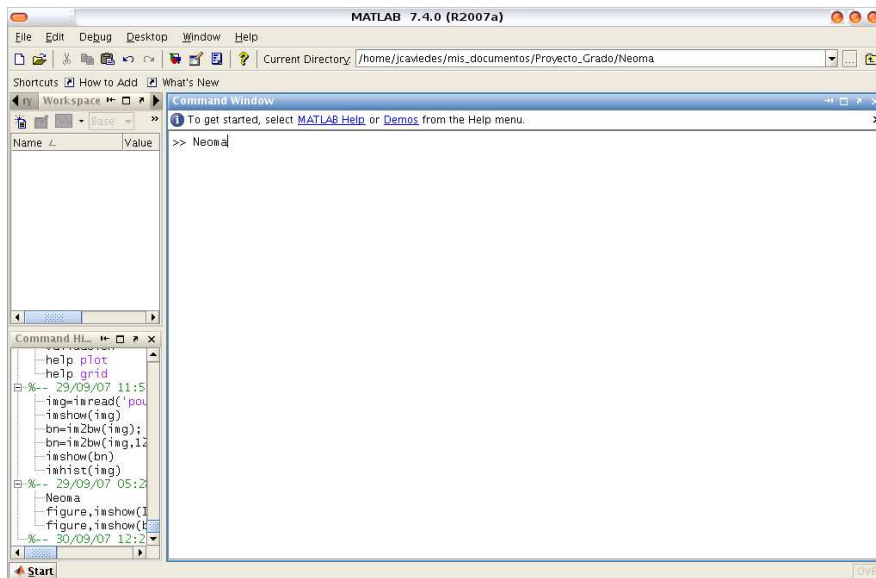 MATLAB 7.4.0 (R2007a)
File Edit Debug Desktop Window Help
Current Directory: /home/jcaviedes/mis_documentos/Proyecto_Grado/Neoma
Shortcuts How to Add What's New
ry Workspace
Command Window
Base
To get started, select MATLAB Help or Demos from the Help menu.
Name Value
>> Neoma
Command Hi...
help plot
help grid
%-- 29/09/07 11:5
img=imread('pou
imshow(img)
bn=im2bw(img);
bn=im2bw(img,12
imshow(bn)
imhist(img)
%-- 29/09/07 05:28
Neoma
figure,imshow(I
figure,imshow(b
%-- 30/09/07 12:2
Start
OVR